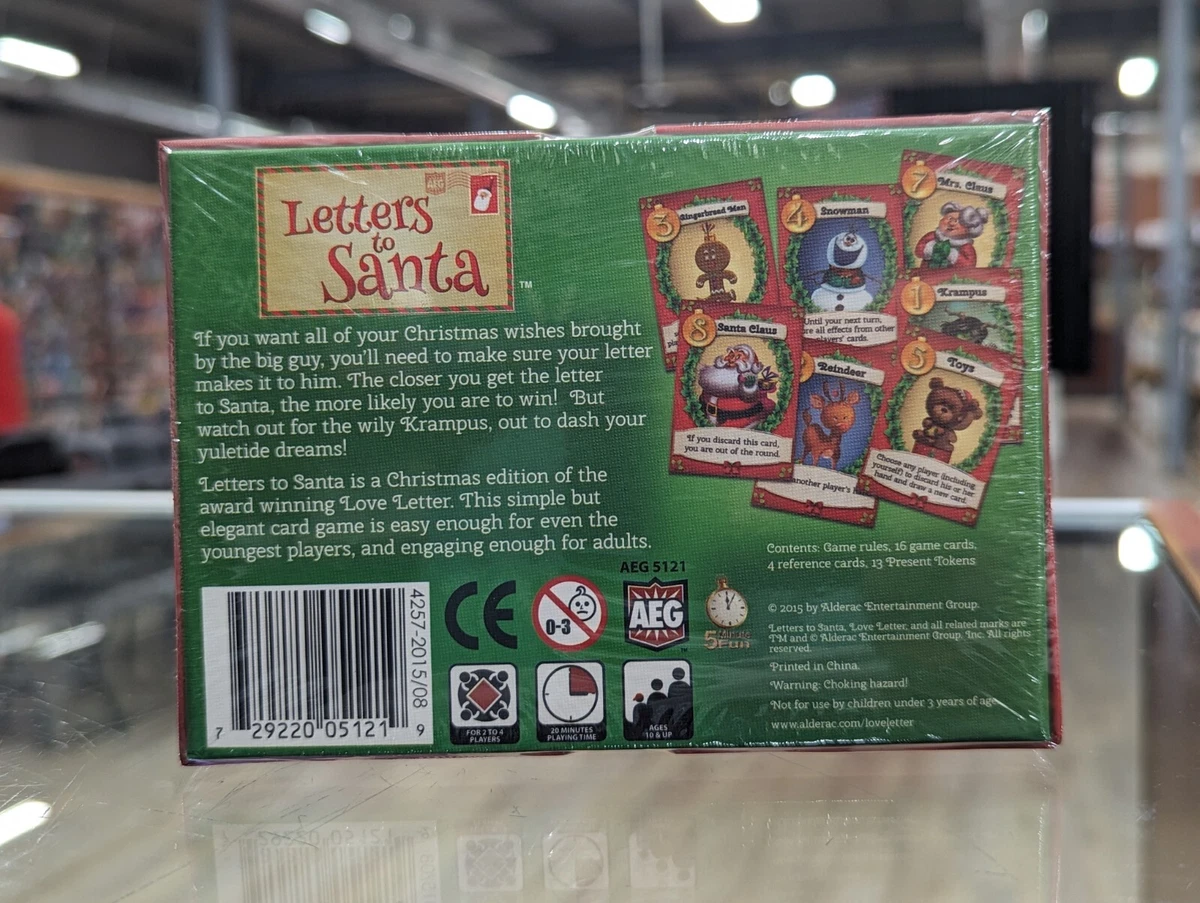 AEG
Letters
to
Santa
™
If you want all of your Christmas wishes brought
by the big guy, you'll need to make sure your letter
makes it to him. The closer you get the letter
to Santa, the more likely you are to win! But
watch out for the wily Krampus, out to dash your
yuletide dreams!
Letters to Santa is a Christmas edition of the
award winning Love Letter. This simple but
elegant card game is easy enough for even the
youngest players, and engaging enough for adults.
3
Gingerbread Man
4
Snowman
Until your next turn,
all effects from other
players' cards.
7
Mrs. Claus
1
Krampus
8
Santa Claus
If you discard this card,
you are out of the round.
Reindeer
another player's
5
Toys
Choose any player (including
yourself) to discard his or her
hand and draw a new card.
Contents: Game rules, 16 game cards,
4 reference cards, 13 Present Tokens
© 2015 by Alderac Entertainment Group.
Letters to Santa, Love Letter, and all related marks are
TM and © Alderac Entertainment Group, Inc. All rights
reserved.
Printed in China.
Warning: Choking hazard!
Not for use by children under 3 years of age
www.alderac.com/loveletter
4257-2015/08
7 29220 05121 9
CE
0-3
AEG 5121
AEG
5 Minute
Fun
FOR 2 TO 4
PLAYERS
20 MINUTES
PLAYING TIME
AGES
10 & UP